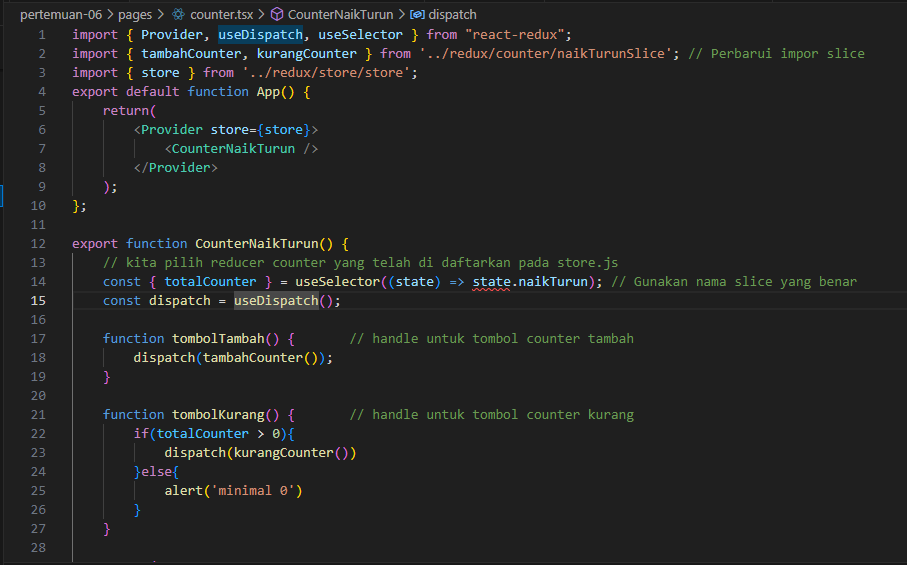 pertemuan-06 > pages > counter.tsx > CounterNaikTurun > dispatch
1 import { Provider, useDispatch, useSelector } from "react-redux";
2 import { tambahCounter, kurangCounter } from '../redux/counter/naikTurunSlice'; // Perbarui impor slice
3 import { store } from '../redux/store/store';
4 export default function App() {
5     return(
6         <Provider store={store}>
7             <CounterNaikTurun />
8         </Provider>
9     );
10 };
11
12 export function CounterNaikTurun() {
13     // kita pilih reducer counter yang telah di daftarkan pada store.js
14     const { totalCounter } = useSelector((state) => state.naikTurun); // Gunakan nama slice yang benar
15     const dispatch = useDispatch();
16
17     function tombolTambah() {       // handle untuk tombol counter tambah
18         dispatch(tambahCounter());
19     }
20
21     function tombolKurang() {       // handle untuk tombol counter kurang
22         if(totalCounter > 0){
23             dispatch(kurangCounter())
24         }else{
25             alert('minimal 0')
26         }
27     }
28